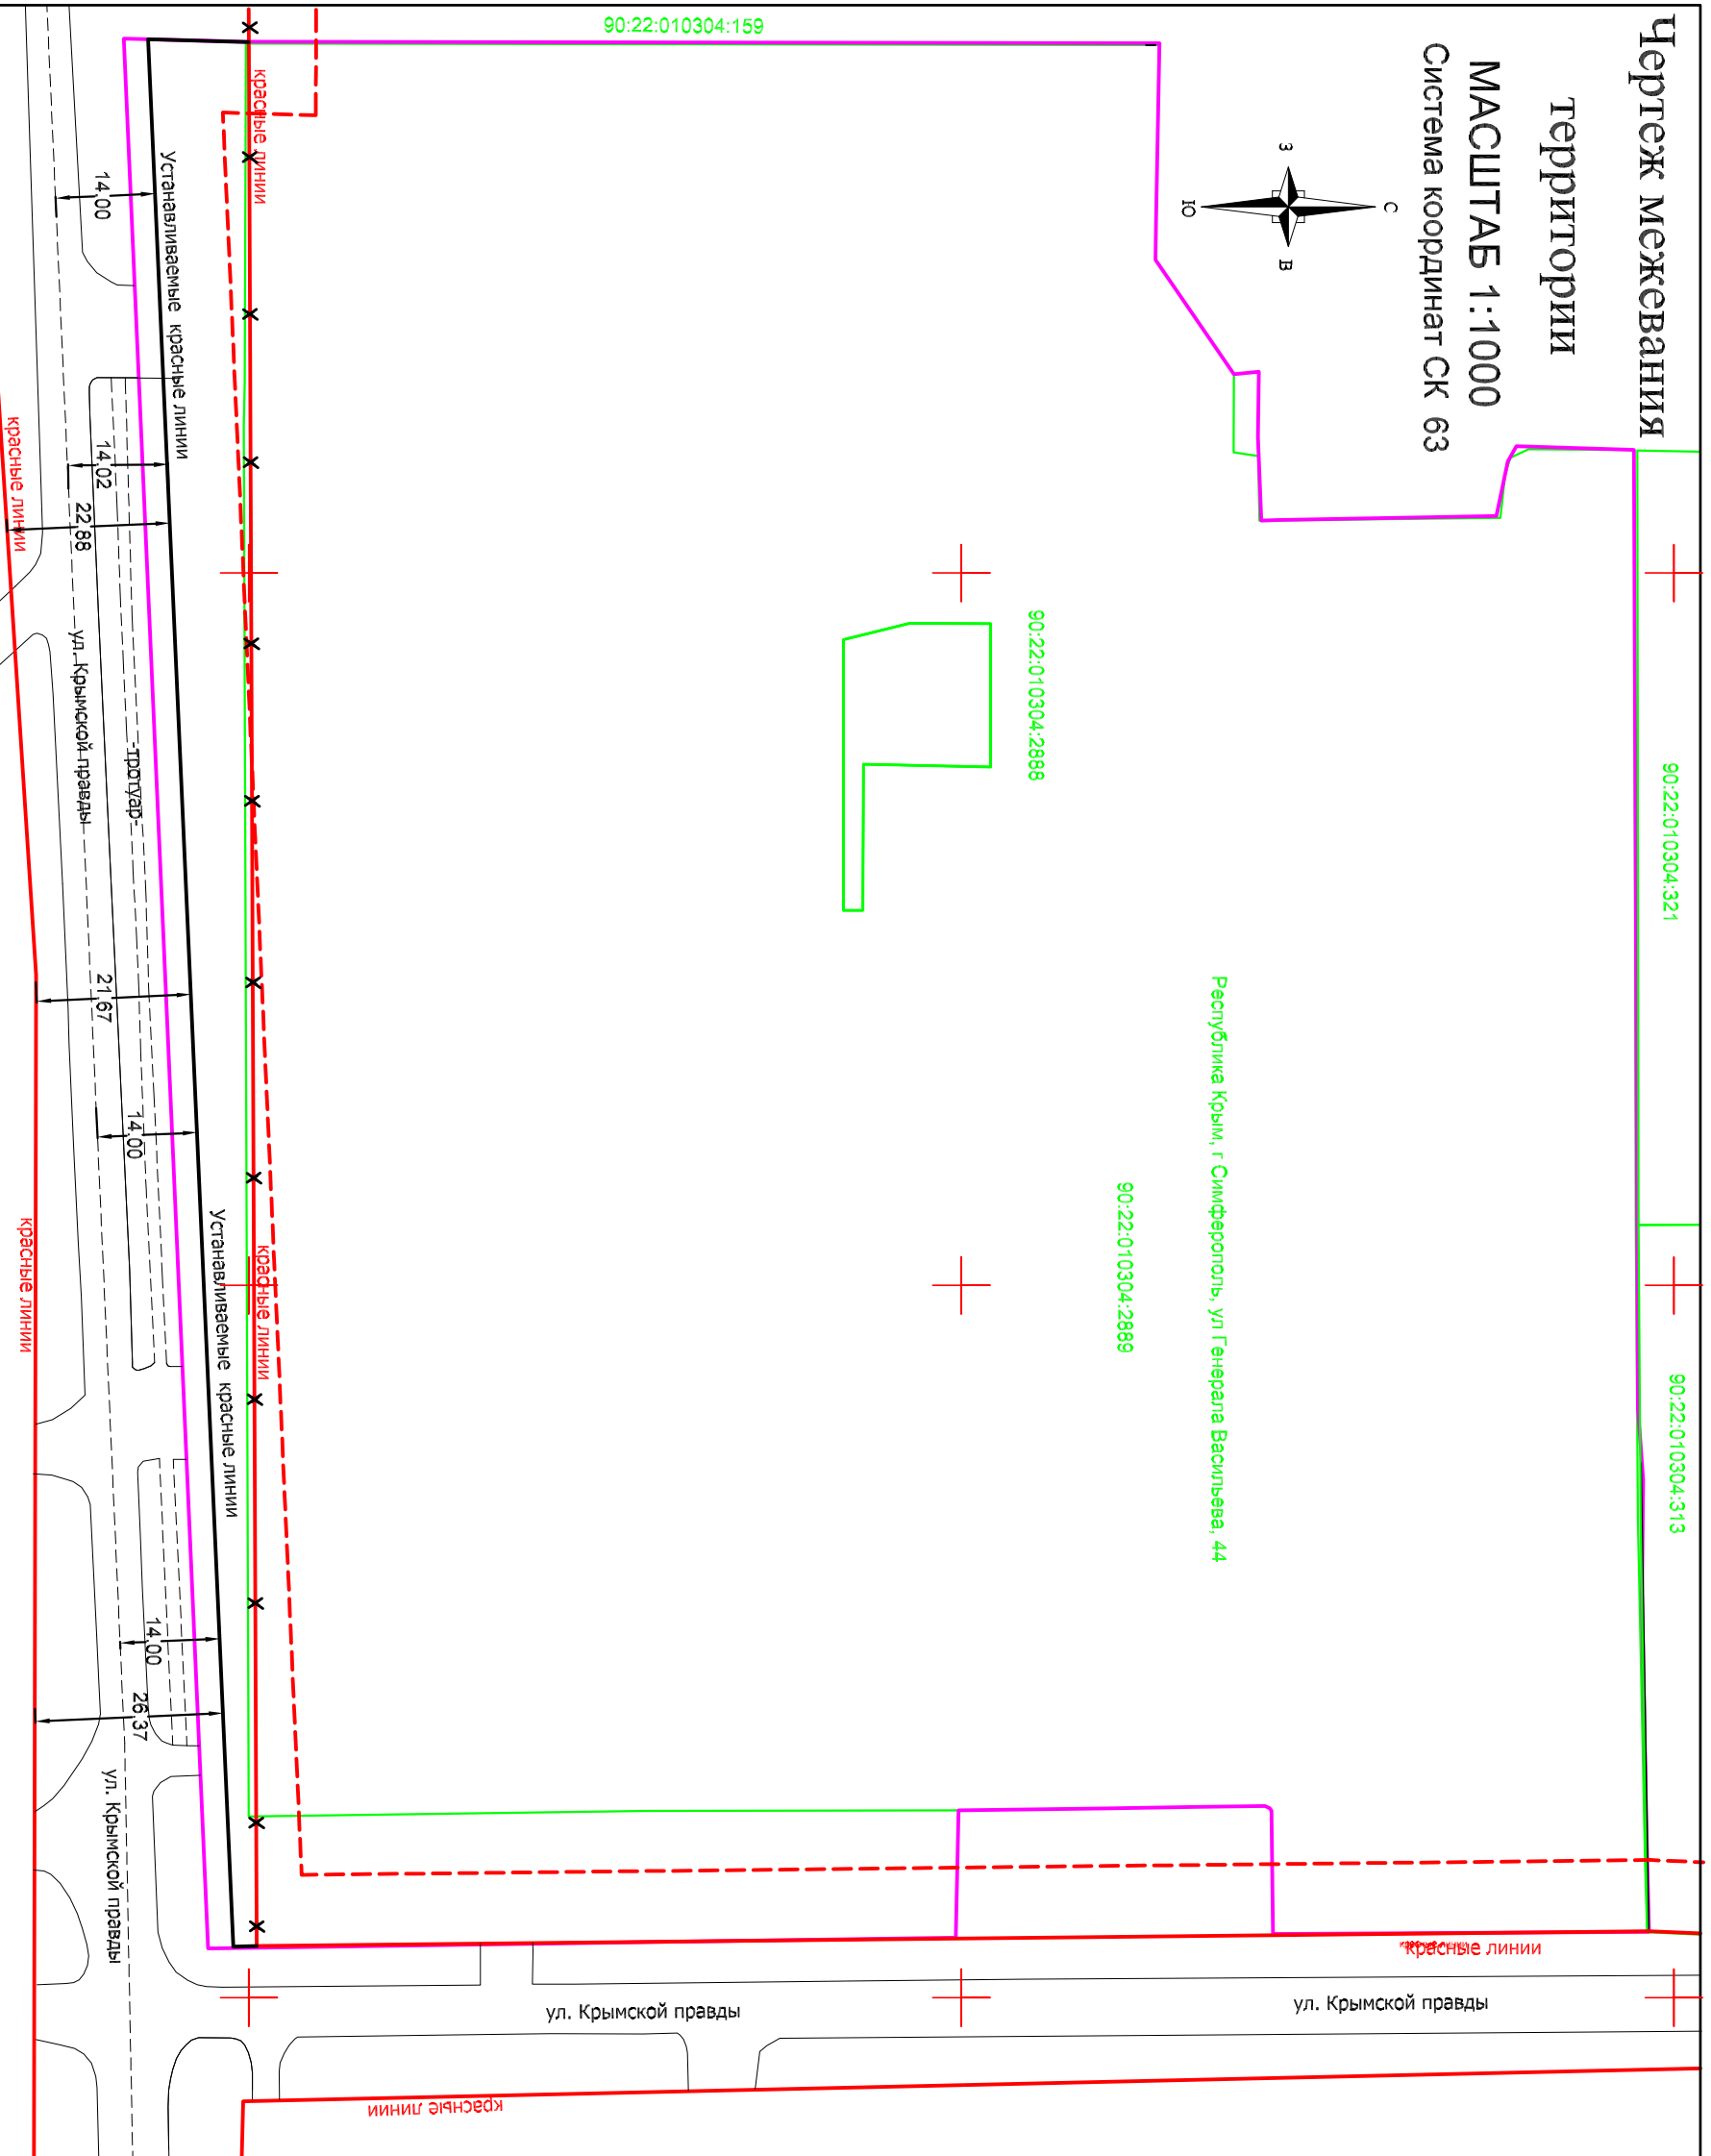 Чертеж межевания
территории
МАСШТАБ 1:1000
Система координат СК 63
С
З
В
Ю
90:22:010304:159
90:22:010304:321
90:22:010304:313
90:22:010304:2888
90:22:010304:2889
Республика Крым, г Симферополь, ул Генерала Васильева, 44
красные линии
красные линии
Устанавливаемые красные линии
Устанавливаемые красные линии
14,00
14,02
22,88
21,67
14,00
14,00
26,37
-тротуар-
ул. Крымской правды
ул. Крымской правды
красные линии
красные линии
красные линии
ул. Крымской правды
ул. Крымской правды
красные линии